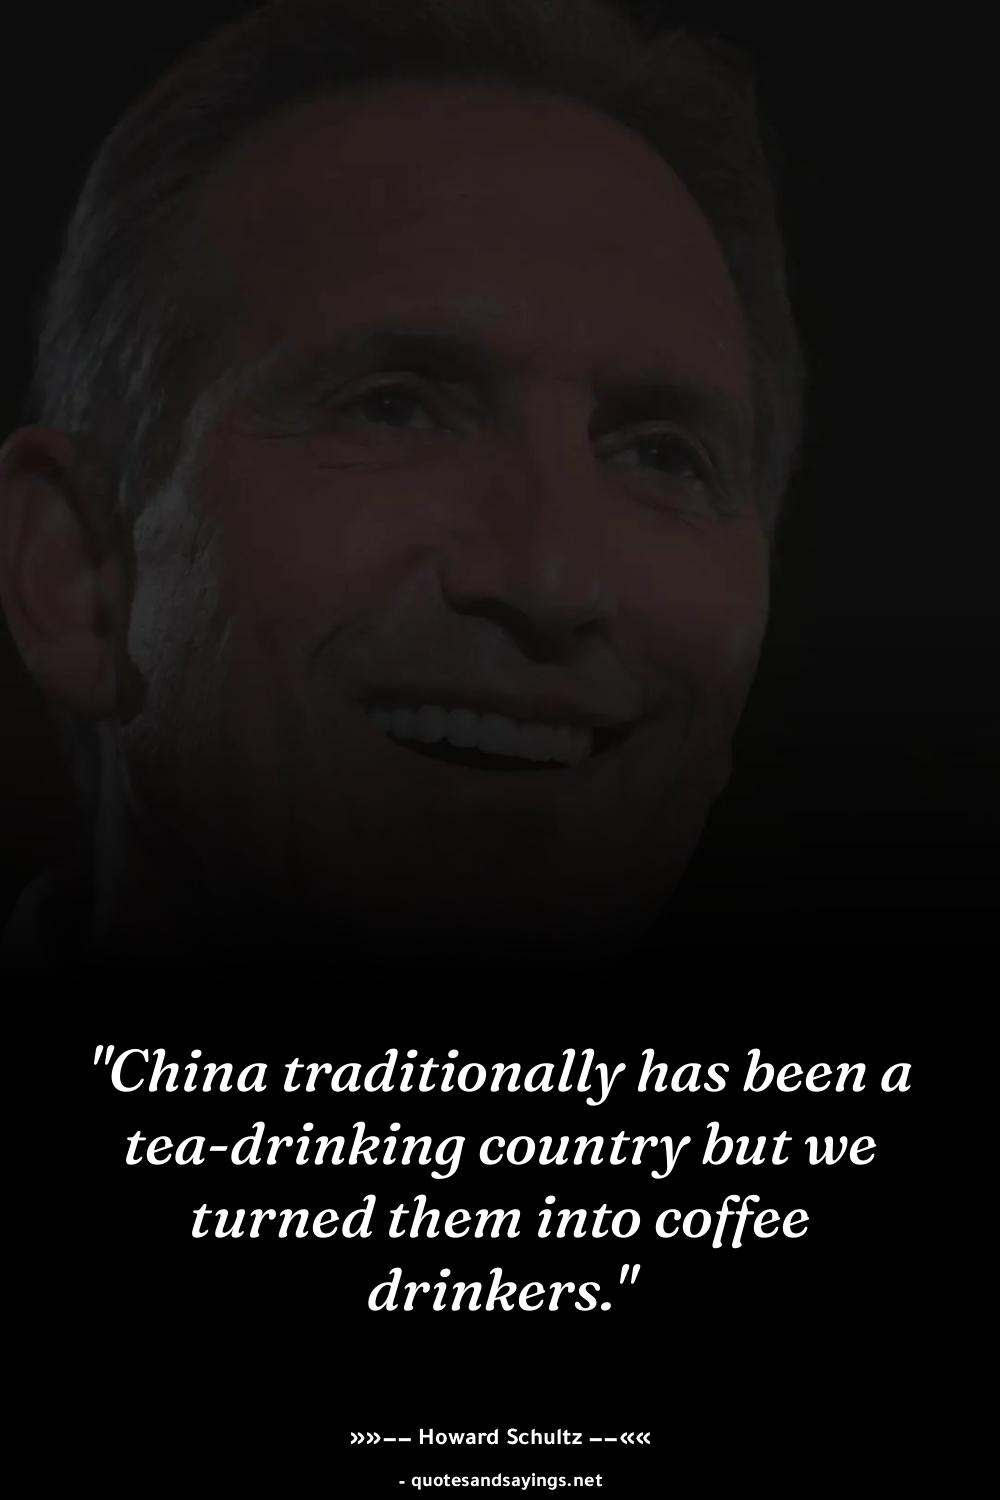 "China traditionally has been a
tea-drinking country but we
turned them into coffee
drinkers."
»»−− Howard Schultz −−««
- quotesandsayings.net